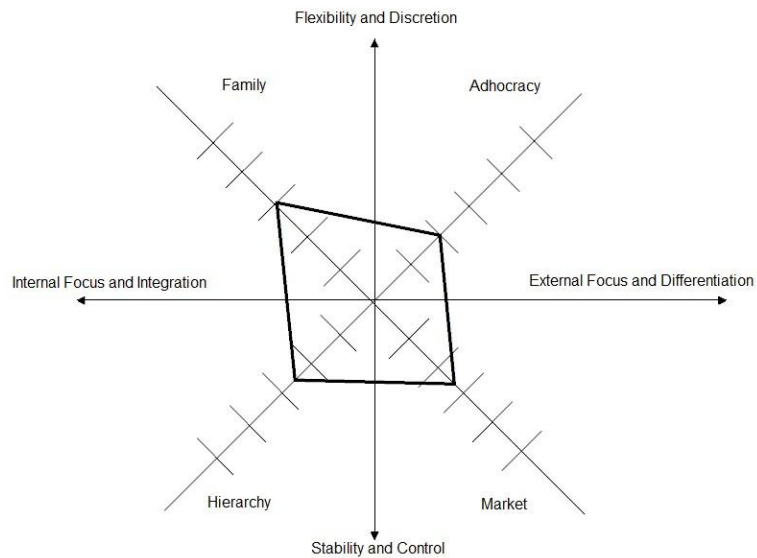 Flexibility and Discretion
Family
Adhocracy
Internal Focus and Integration
External Focus and Differentiation
Hierarchy
Market
Stability and Control